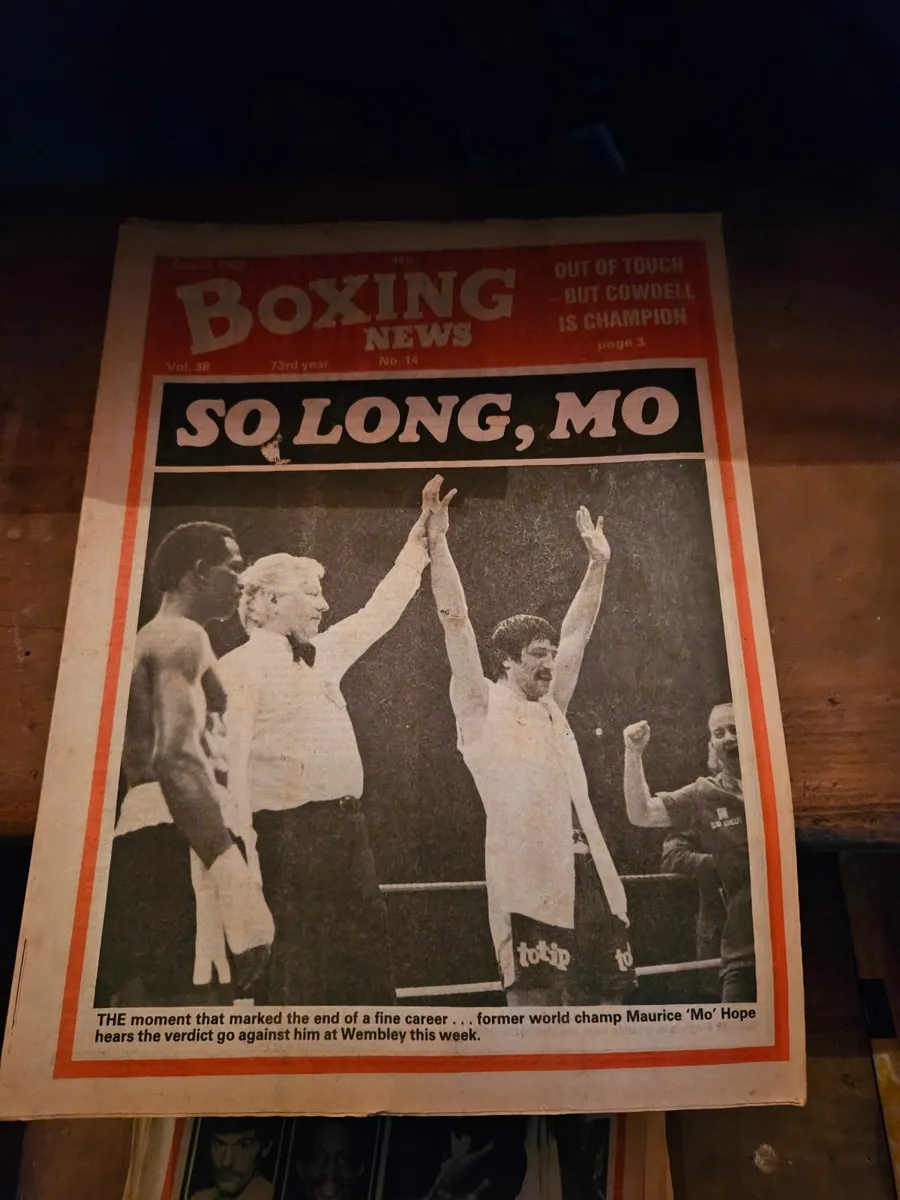 40p
BOXING
NEWS
Vol. 38
73rd year
No. 14
OUT OF TOUCH
– BUT COWDELL
IS CHAMPION
page 3
SO LONG, MO
totip
to
THE moment that marked the end of a fine career . . . former world champ Maurice ‘Mo’ Hope
hears the verdict go against him at Wembley this week.